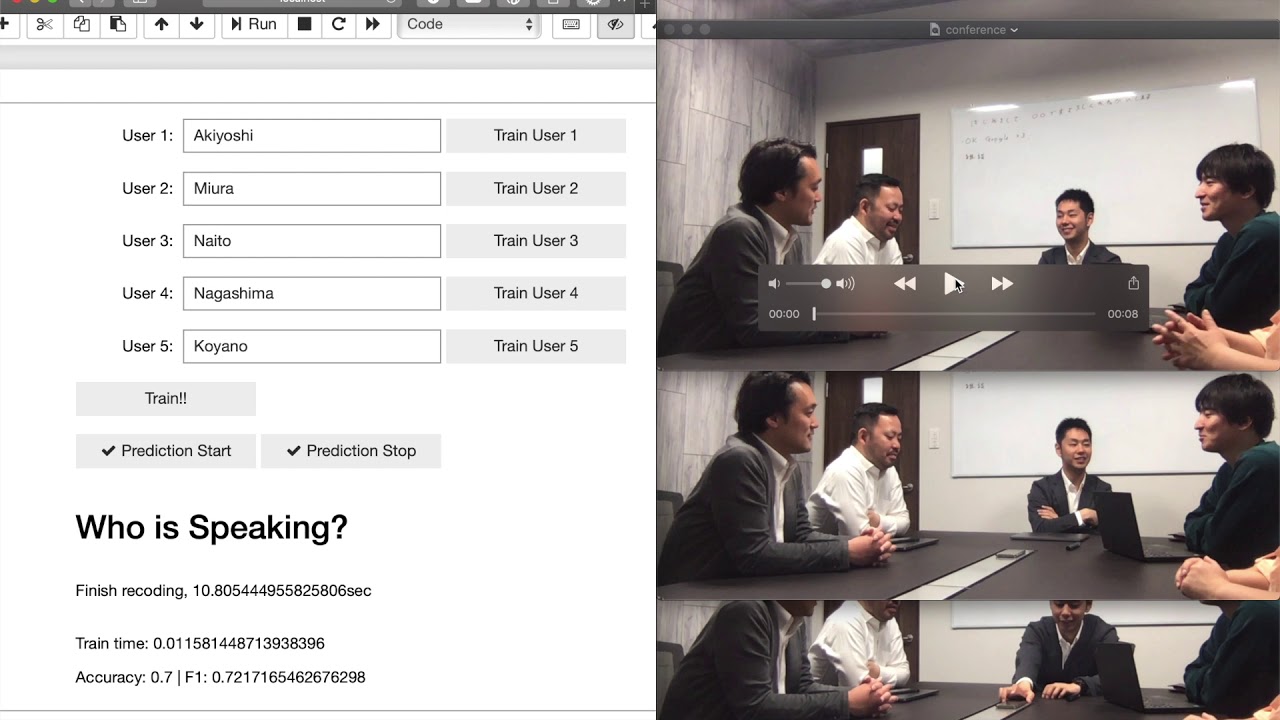 localhost
Run
Code
User 1:
Akiyoshi
Train User 1
User 2:
Miura
Train User 2
User 3:
Naito
Train User 3
User 4:
Nagashima
Train User 4
User 5:
Koyano
Train User 5
Train!!
Prediction Start
Prediction Stop
Who is Speaking?
Finish recoding, 10.805444955825806sec
Train time: 0.011581448713938396
Accuracy: 0.7 | F1: 0.7217165462676298
conference
OK Google
00:00
00:08